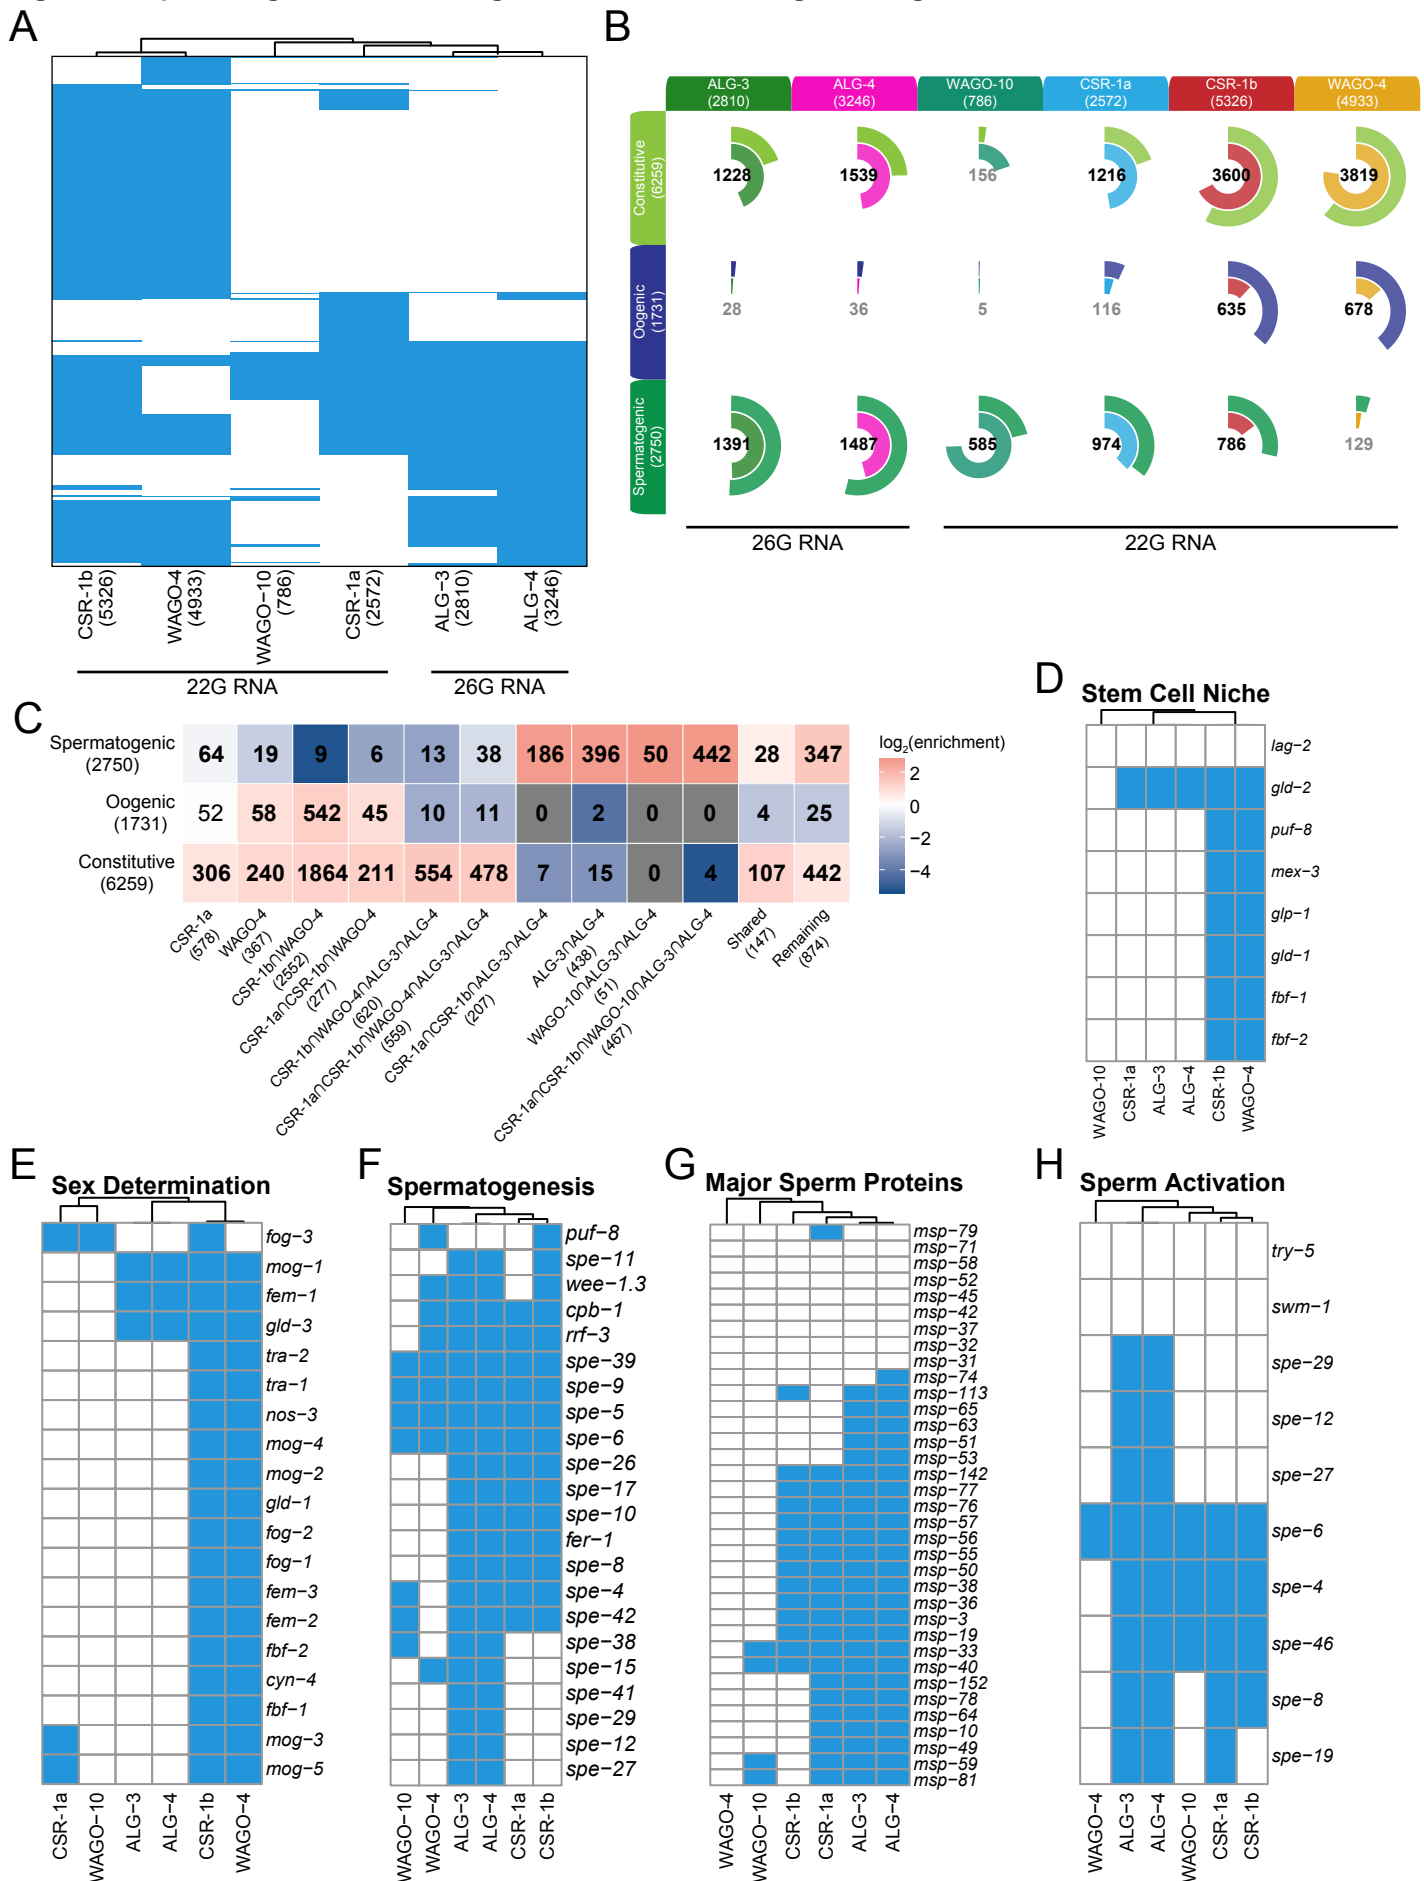 A
CSR-1b
(5326)
WAGO-4
(4933)
WAGO-10
(786)
CSR-1a
(2572)
ALG-3
(2810)
ALG-4
(3246)
22G RNA
26G RNA
B
ALG-3
(2810)
ALG-4
(3246)
WAGO-10
(786)
CSR-1a
(2572)
CSR-1b
(5326)
WAGO-4
(4933)
Constitutive
(6259)
1228 1539 156 1216 3600 3819
Oogenic
(1731)
28 36 5 116 635 678
Spermatogenic
(2750)
1391 1487 585 974 786 129
26G RNA
22G RNA
C
Spermatogenic
(2750)
64 19 9 6 13 38 186 396 50 442 28 347
Oogenic
(1731)
52 58 542 45 10 11 0 2 0 0 4 25
Constitutive
(6259)
306 240 1864 211 554 478 7 15 0 4 107 442
CSR-1a
(578)
WAGO-4
(367)
CSR-1b∩WAGO-4
(2552)
CSR-1a∩CSR-1b∩WAGO-4
(277)
CSR-1b∩WAGO-4∩ALG-3∩ALG-4
(620)
CSR-1a∩CSR-1b∩WAGO-4∩ALG-3∩ALG-4
(559)
CSR-1a∩CSR-1b∩ALG-3∩ALG-4
(207)
ALG-3∩ALG-4
(438)
WAGO-10∩ALG-3∩ALG-4
(51)
CSR-1a∩CSR-1b∩WAGO-10∩ALG-3∩ALG-4
(467)
Shared
(147)
Remaining
(874)
log2(enrichment)
2
0
−2
−4
D
Stem Cell Niche
lag-2
gld-2
puf-8
mex-3
glp-1
gld-1
fbf-1
fbf-2
WAGO-10
CSR-1a
ALG-3
ALG-4
CSR-1b
WAGO-4
E
Sex Determination
fog−3
mog−1
fem−1
gld−3
tra−2
tra−1
nos−3
mog−4
mog−2
gld−1
fog−2
fog−1
fem−3
fem−2
fbf−2
cyn−4
fbf−1
mog−3
mog−5
CSR−1a
WAGO−10
ALG−3
ALG−4
CSR−1b
WAGO−4
F
Spermatogenesis
puf−8
spe−11
wee−1.3
cpb−1
rrf−3
spe−39
spe−9
spe−5
spe−6
spe−26
spe−17
spe−10
fer−1
spe−8
spe−4
spe−42
spe−38
spe−15
spe−41
spe−29
spe−12
spe−27
WAGO−10
WAGO−4
ALG−3
ALG−4
CSR−1a
CSR−1b
G
Major Sperm Proteins
msp−79
msp−71
msp−58
msp−52
msp−45
msp−42
msp−37
msp−32
msp−31
msp−74
msp−113
msp−65
msp−63
msp−51
msp−53
msp−142
msp−77
msp−76
msp−57
msp−56
msp−55
msp−50
msp−38
msp−36
msp−3
msp−19
msp−33
msp−40
msp−152
msp−78
msp−64
msp−10
msp−49
msp−59
msp−81
WAGO−4
WAGO−10
CSR−1b
CSR−1a
ALG−3
ALG−4
H
Sperm Activation
try−5
swm−1
spe−29
spe−12
spe−27
spe−6
spe−4
spe−46
spe−8
spe−19
WAGO−4
ALG−3
ALG−4
WAGO−10
CSR−1a
CSR−1b